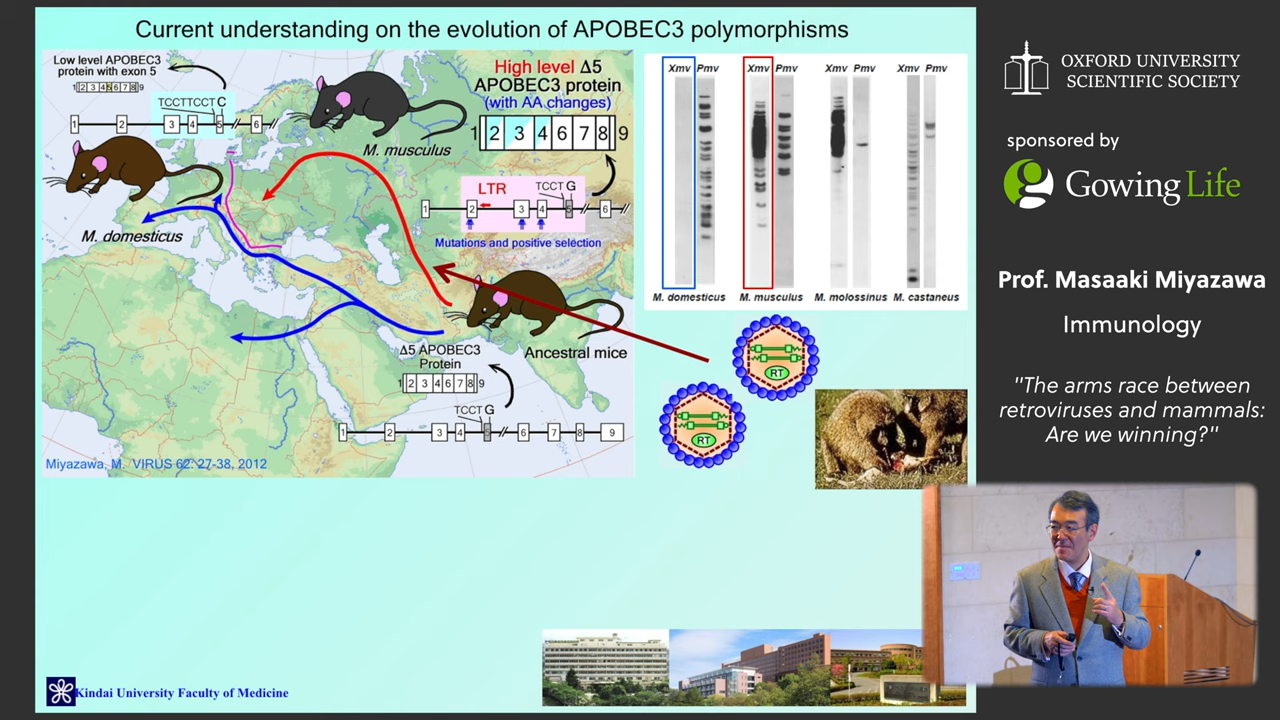 Current understanding on the evolution of APOBEC3 polymorphisms
Low level APOBEC3
protein with exon 5
1 2 3 4 5 6 7 8 9
TCCTTCCT C
1 2 3 4 5 6
M. musculus
M. domesticus
High level Δ5
APOBEC3 protein
(with AA changes)
1 2 3 4 6 7 8 9
LTR
TCCT G
1 2 3 4 6
Mutations and positive selection
Ancestral mice
Δ5 APOBEC3
Protein
1 2 3 4 6 7 8 9
TCCT G
1 2 3 4 6 7 8 9
Miyazawa, M. VIRUS 62: 27-38, 2012
Xmv Pmv Xmv Pmv Xmv Pmv Xmv Pmv
M. domesticus M. musculus M. molossinus M. castaneus
RT
RT
Kindai University Faculty of Medicine
OXFORD UNIVERSITY
SCIENTIFIC SOCIETY
sponsored by
Gowing Life
Prof. Masaaki Miyazawa
Immunology
"The arms race between
retroviruses and mammals:
Are we winning?"